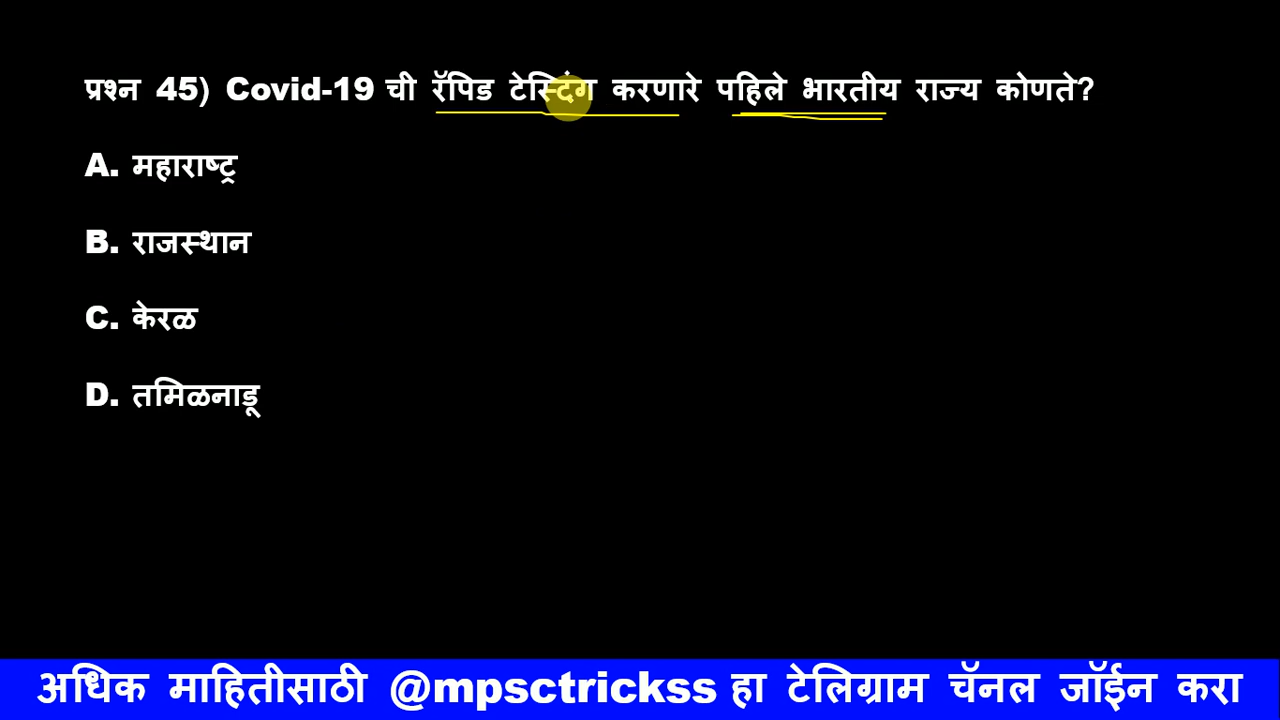 प्रश्न 45) Covid-19 ची रॅपिड टेस्टिंग करणारे पहिले भारतीय राज्य कोणते?
A. महाराष्ट्र
B. राजस्थान
C. केरळ
D. तमिळनाडू
अधिक माहितीसाठी @mpsctrickss हा टेलिग्राम चॅनल जॉईन करा